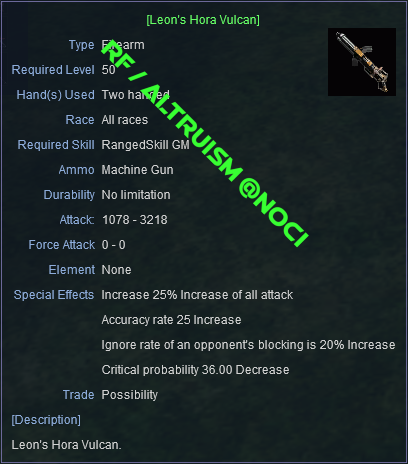 [Leon's Hora Vulcan]
Type Firearm
Required Level 50
Hand(s) Used Two handed
Race All races
Required Skill RangedSkill GM
Ammo Machine Gun
Durability No limitation
Attack: 1078 - 3218
Force Attack 0 - 0
Element None
Special Effects Increase 25% Increase of all attack
Accuracy rate 25 Increase
Ignore rate of an opponent's blocking is 20% Increase
Critical probability 36.00 Decrease
Trade Possibility
[Description]
Leon's Hora Vulcan.
RF / ALTRUISM @NOCI